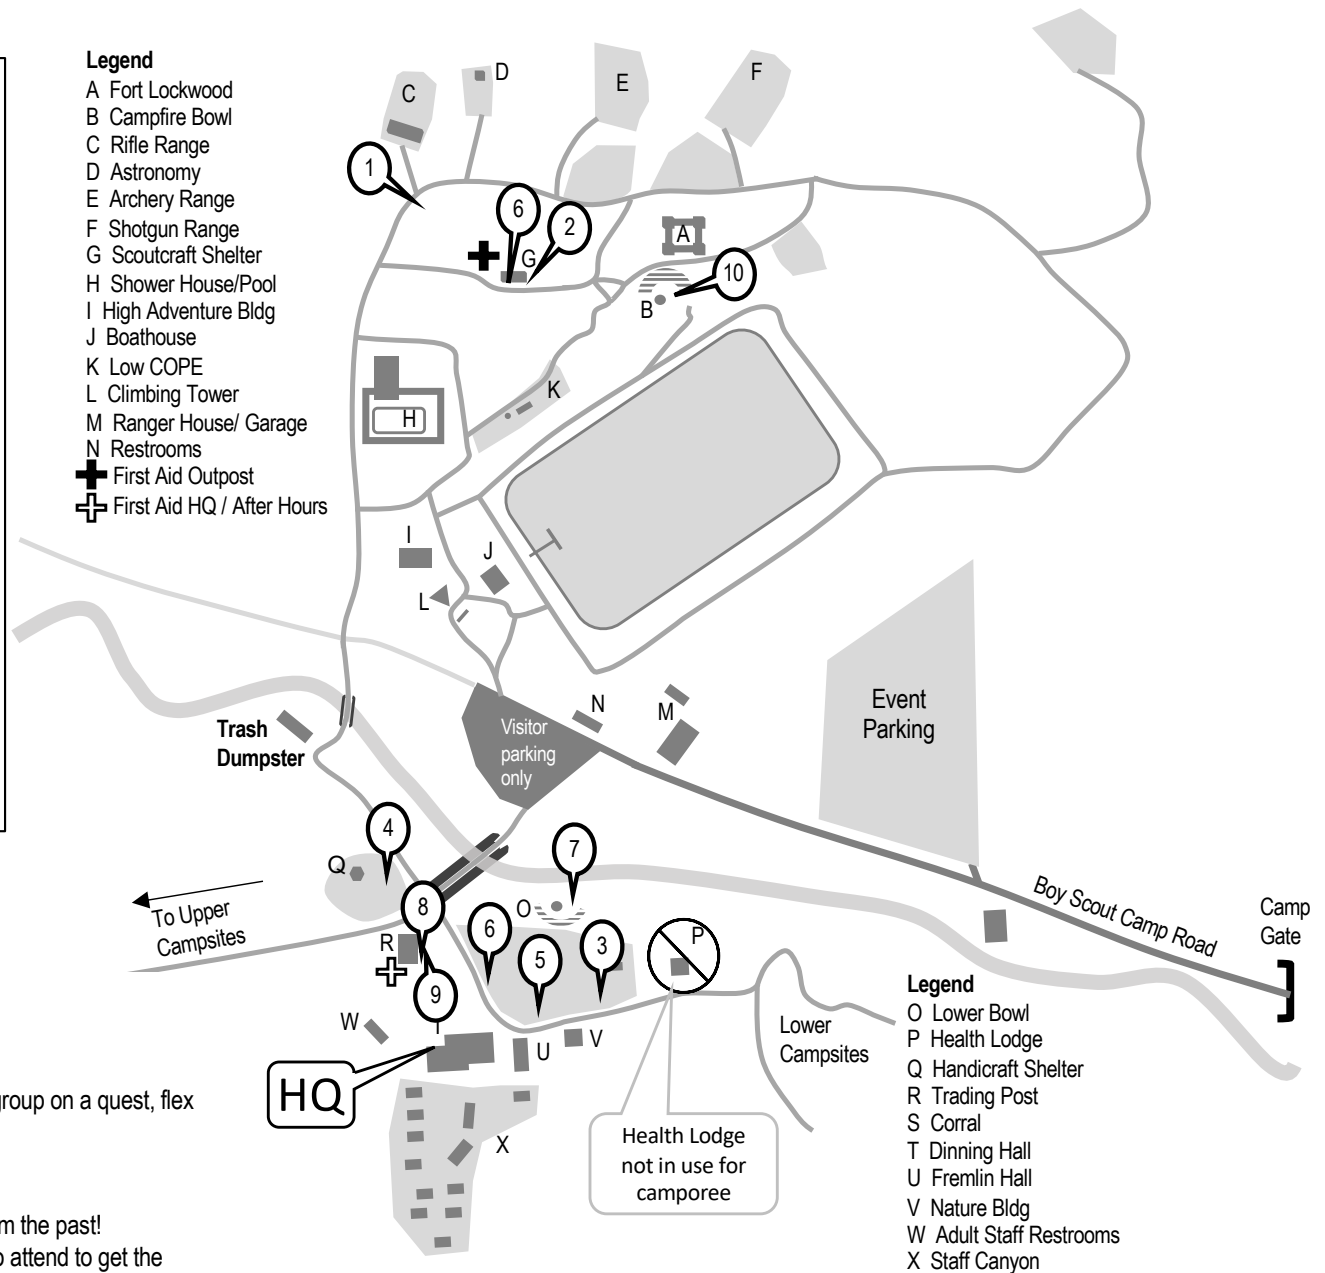 Legend
A Fort Lockwood
B Campfire Bowl
C Rifle Range
D Astronomy
E Archery Range
F Shotgun Range
G Scoutcraft Shelter
H Shower House/Pool
I High Adventure Bldg
J Boathouse
K Low COPE
L Climbing Tower
M Ranger House/ Garage
N Restrooms
First Aid Outpost
First Aid HQ / After Hours
C
D
E
F
1
6
2
G
A
10
B
K
H
I
J
L
N
M
Trash
Dumpster
Visitor
parking
only
Event
Parking
4
7
Q
To Upper
Campsites
8
O
6
5
3
P
R
9
W
U
V
HQ
X
Boy Scout Camp Road
Camp
Gate
Lower
Campsites
Health Lodge
not in use for
camporee
Legend
O Lower Bowl
P Health Lodge
Q Handicraft Shelter
R Trading Post
S Corral
T Dinning Hall
U Fremlin Hall
V Nature Bldg
W Adult Staff Restrooms
X Staff Canyon
group on a quest, flex
m the past!
o attend to get the